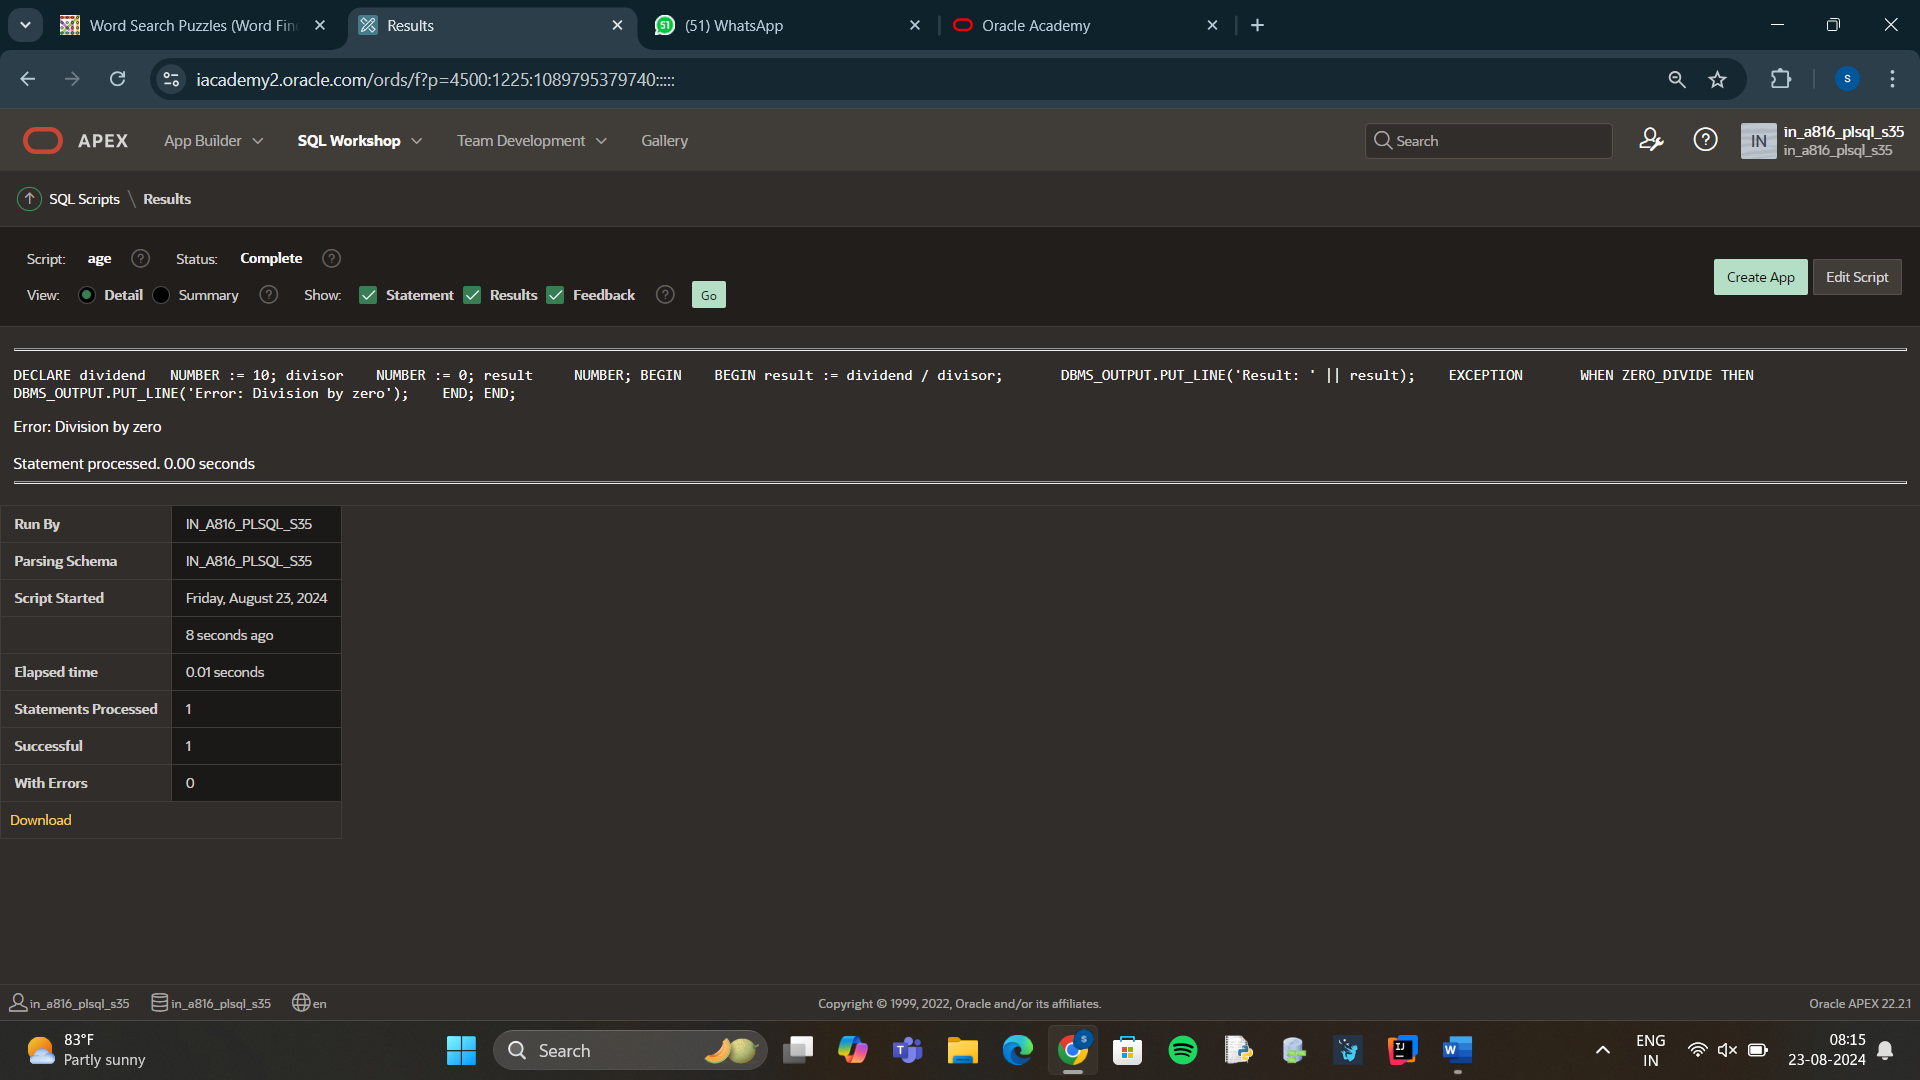 Word Search Puzzles (Word Fin
Results
51
(51) WhatsApp
Oracle Academy
iacademy2.oracle.com/ords/f?p=4500:1225:1089795379740:::::
S
APEX
App Builder
SQL Workshop
Team Development
Gallery
Search
IN
in_a816_plsql_s35
in_a816_plsql_s35
SQL Scripts \ Results
Script: age Status: Complete
View: Detail Summary Show: Statement Results Feedback Go
Create App
Edit Script
DECLARE dividend   NUMBER := 10; divisor    NUMBER := 0; result     NUMBER; BEGIN    BEGIN result := dividend / divisor;       DBMS_OUTPUT.PUT_LINE('Result: ' || result);    EXCEPTION       WHEN ZERO_DIVIDE THEN
DBMS_OUTPUT.PUT_LINE('Error: Division by zero');    END; END;
Error: Division by zero
Statement processed. 0.00 seconds
Run By IN_A816_PLSQL_S35
Parsing Schema IN_A816_PLSQL_S35
Script Started Friday, August 23, 2024
8 seconds ago
Elapsed time 0.01 seconds
Statements Processed 1
Successful 1
With Errors 0
Download
in_a816_plsql_s35 in_a816_plsql_s35 en
Copyright © 1999, 2022, Oracle and/or its affiliates.
Oracle APEX 22.2.1
83°F
Partly sunny
Search
S
IJ
W
ENG
IN
08:15
23-08-2024